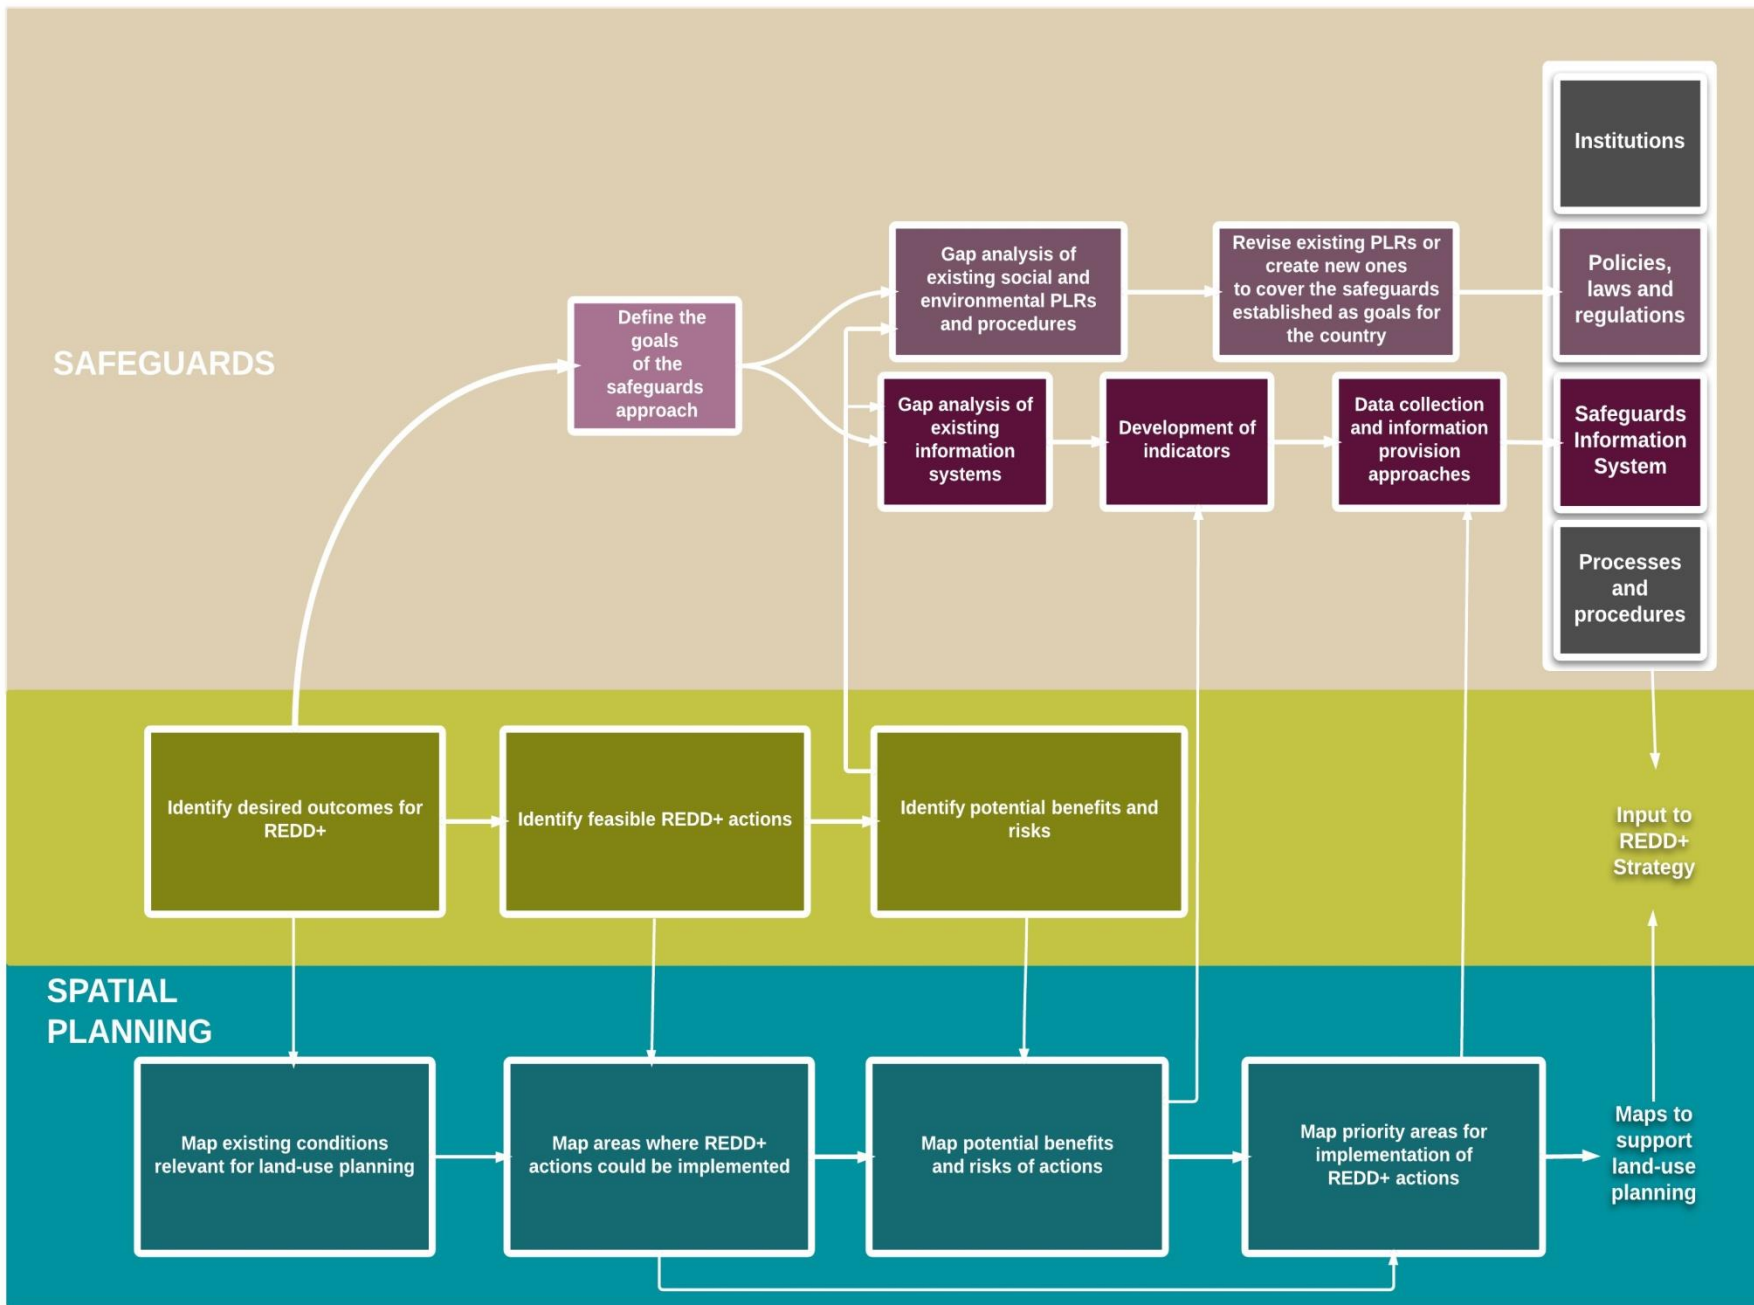 Institutions
Gap analysis of
existing social and
environmental PLRs
and procedures
Revise existing PLRs or
create new ones
to cover the safeguards
established as goals for
the country
Policies,
laws and
regulations
SAFEGUARDS
Define the
goals
of the
safeguards
approach
Gap analysis of
existing
information
systems
Development of
indicators
Data collection
and information
provision
approaches
Safeguards
Information
System
Processes
and
procedures
Identify desired outcomes for
REDD+
Identify feasible REDD+ actions
Identify potential benefits and
risks
Input to
REDD+
Strategy
SPATIAL
PLANNING
Map existing conditions
relevant for land-use planning
Map areas where REDD+
actions could be implemented
Map potential benefits
and risks of actions
Map priority areas for
implementation of
REDD+ actions
Maps to
support
land-use
planning